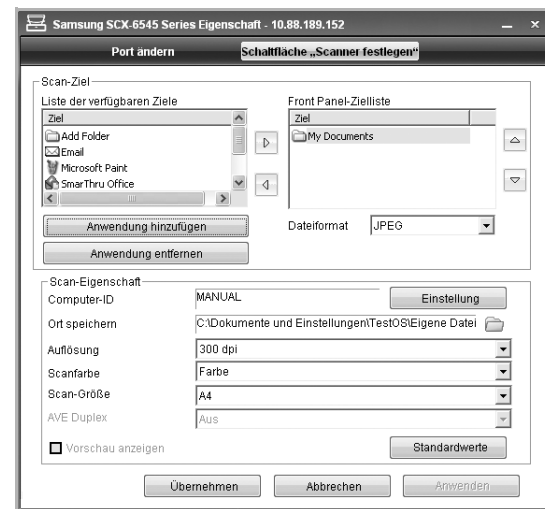 Samsung SCX-6545 Series Eigenschaft - 10.88.189.152
Port ändern
Schaltfläche „Scanner festlegen“
Scan-Ziel
Liste der verfügbaren Ziele
Ziel
Add Folder
Email
Microsoft Paint
SmarThru Office
Anwendung hinzufügen
Anwendung entfernen
Front Panel-Zielliste
Ziel
My Documents
Dateiformat JPEG
Scan-Eigenschaft
Computer-ID MANUAL Einstellung
Ort speichern C:\Dokumente und Einstellungen\TestOS\Eigene Datei
Auflösung 300 dpi
Scanfarbe Farbe
Scan-Größe A4
AVE Duplex Aus
Vorschau anzeigen Standardwerte
Übernehmen Abbrechen Anwenden